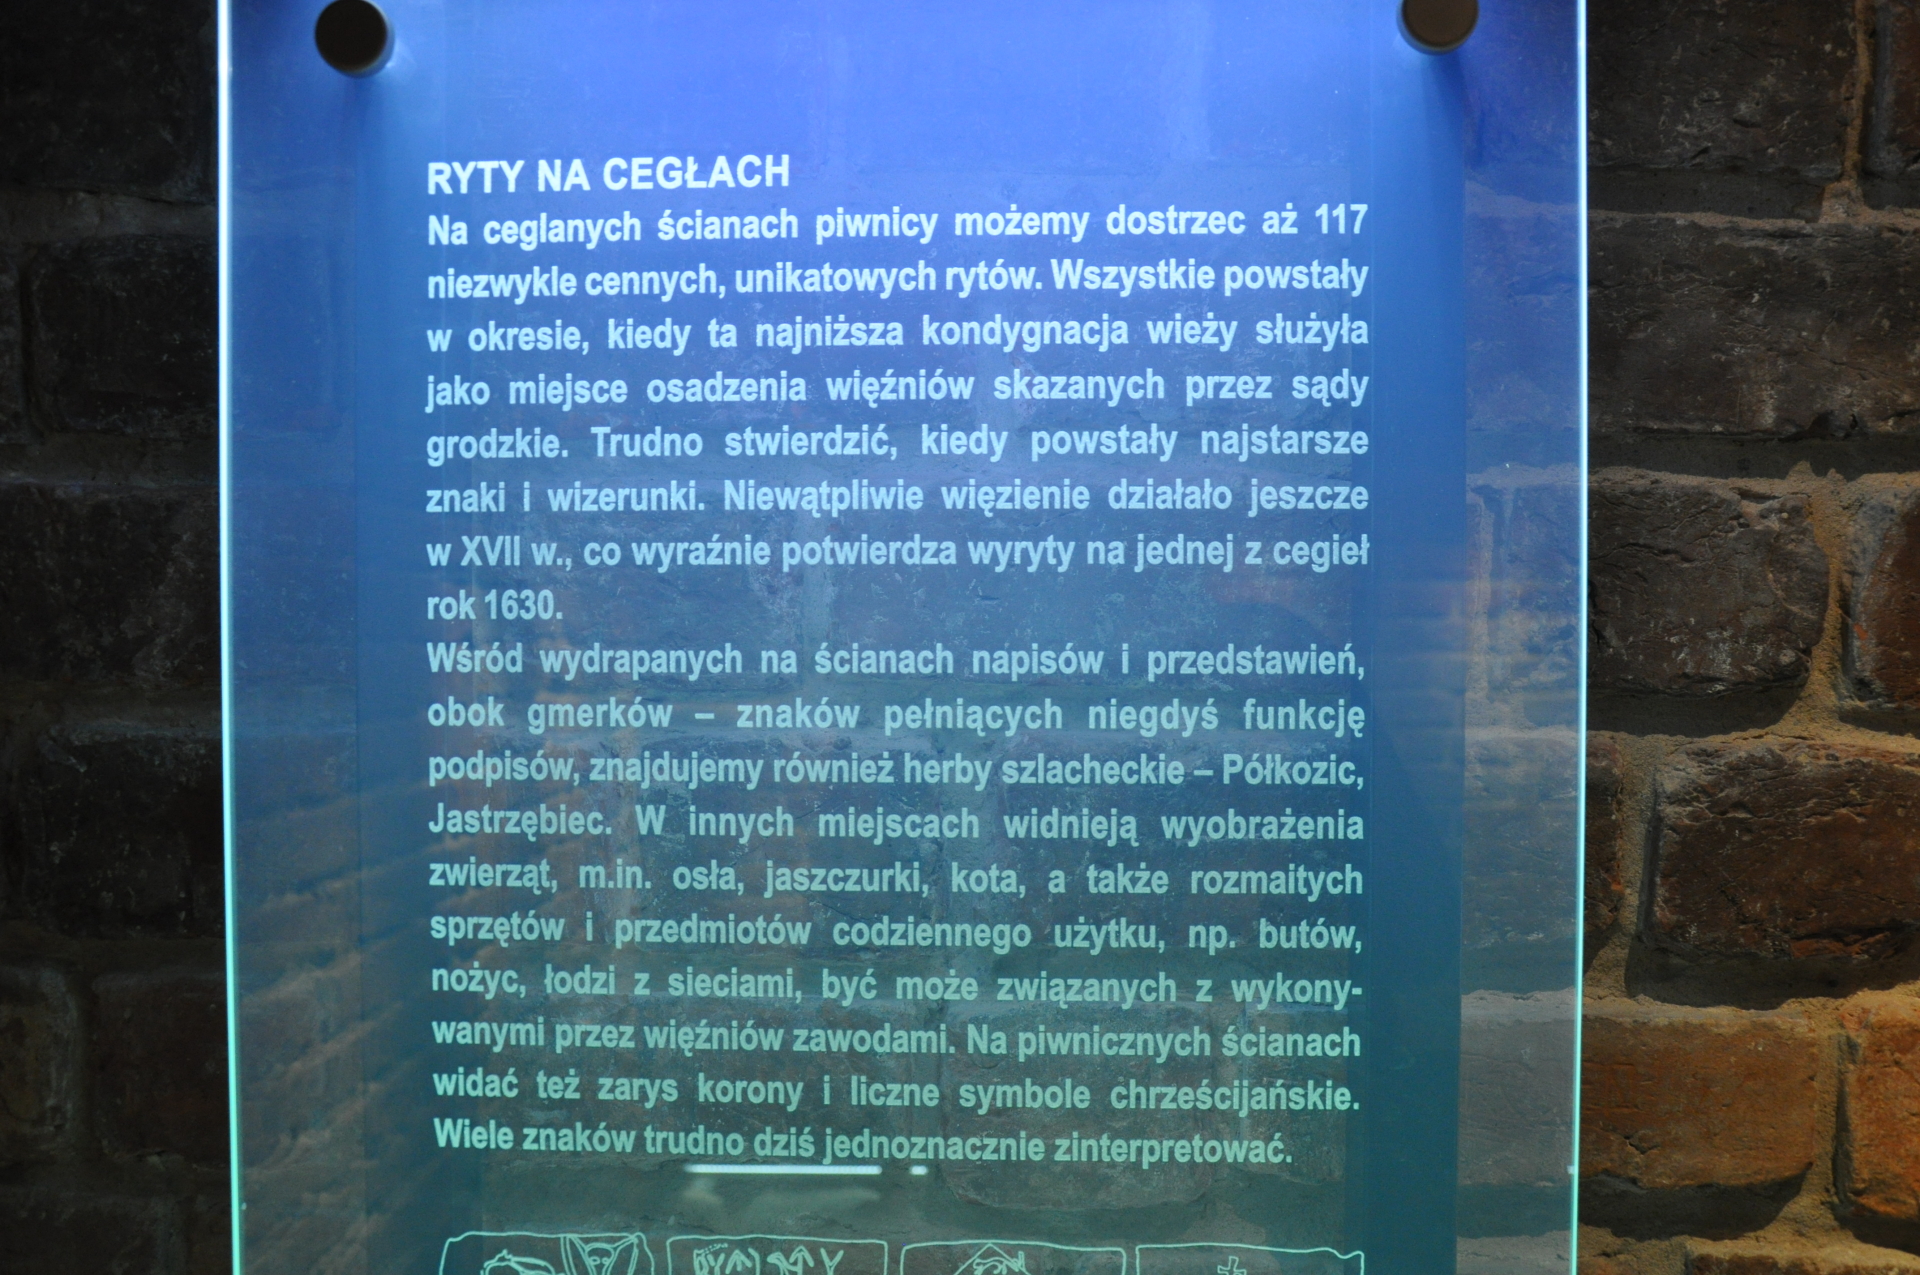 RYTY NA CEGŁACH
Na ceglanych ścianach piwnicy możemy dostrzec aż 117
niezwykle cennych, unikatowych rytów. Wszystkie powstały
w okresie, kiedy ta najniższa kondygnacja wieży służyła
jako miejsce osadzenia więźniów skazanych przez sądy
grodzkie. Trudno stwierdzić, kiedy powstały najstarsze
znaki i wizerunki. Niewątpliwie więzienie działało jeszcze
w XVII w., co wyraźnie potwierdza wyryty na jednej z cegieł
rok 1630.
Wśród wydrapanych na ścianach napisów i przedstawień,
obok gmerków – znaków pełniących niegdyś funkcję
podpisów, znajdujemy również herby szlacheckie – Półkozic,
Jastrzębiec. W innych miejscach widnieją wyobrażenia
zwierząt, m.in. osła, jaszczurki, kota, a także rozmaitych
sprzętów i przedmiotów codziennego użytku, np. butów,
nożyc, łodzi z sieciami, być może związanych z wykony-
wanymi przez więźniów zawodami. Na piwnicznych ścianach
widać też zarys korony i liczne symbole chrześcijańskie.
Wiele znaków trudno dziś jednoznacznie zinterpretować.